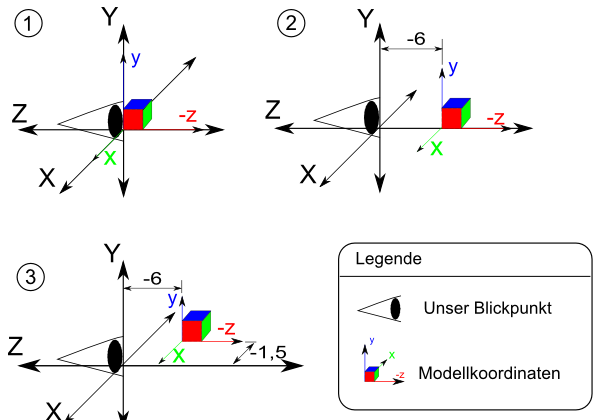 1
Y
y
Z
-z
x
X
2
Y
-6
y
Z
-z
x
X
3
Y
-6
y
Z
-z
x
-1,5
X
Legende
Unser Blickpunkt
y
x
-z
Modellkoordinaten